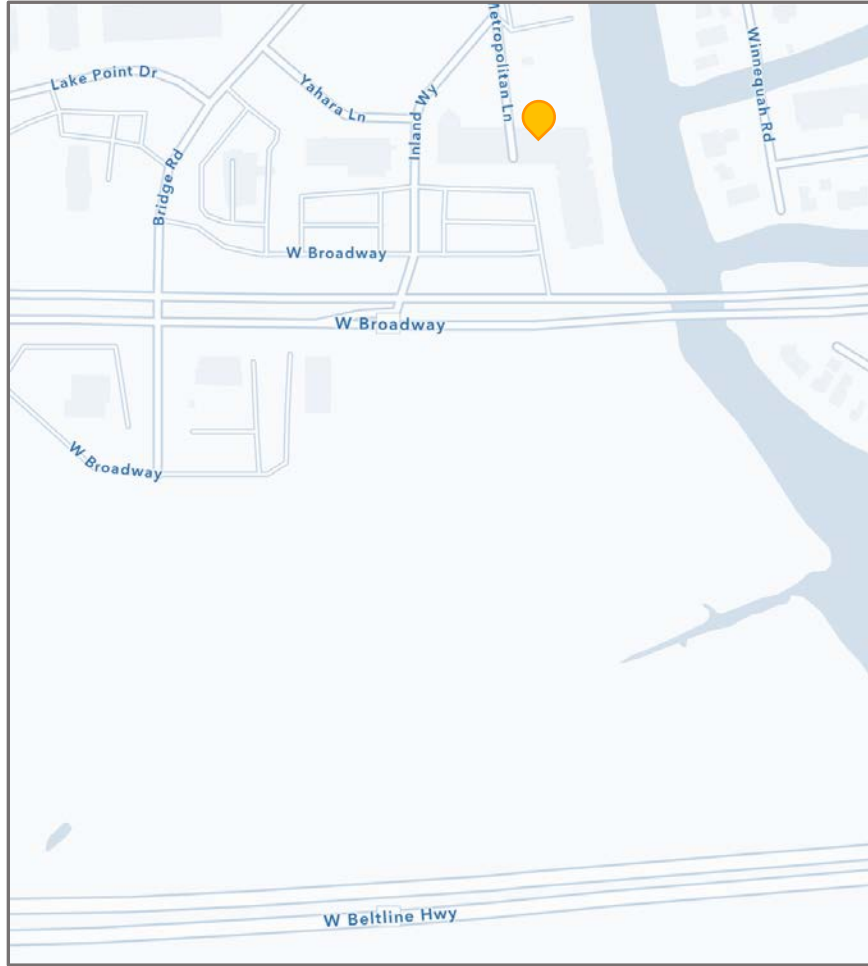 Metropolitan Ln
Winnequah Rd
Lake Point Dr
Yahara Ln
Inland Wy
Bridge Rd
W Broadway
W Broadway
W Broadway
W Beltline Hwy